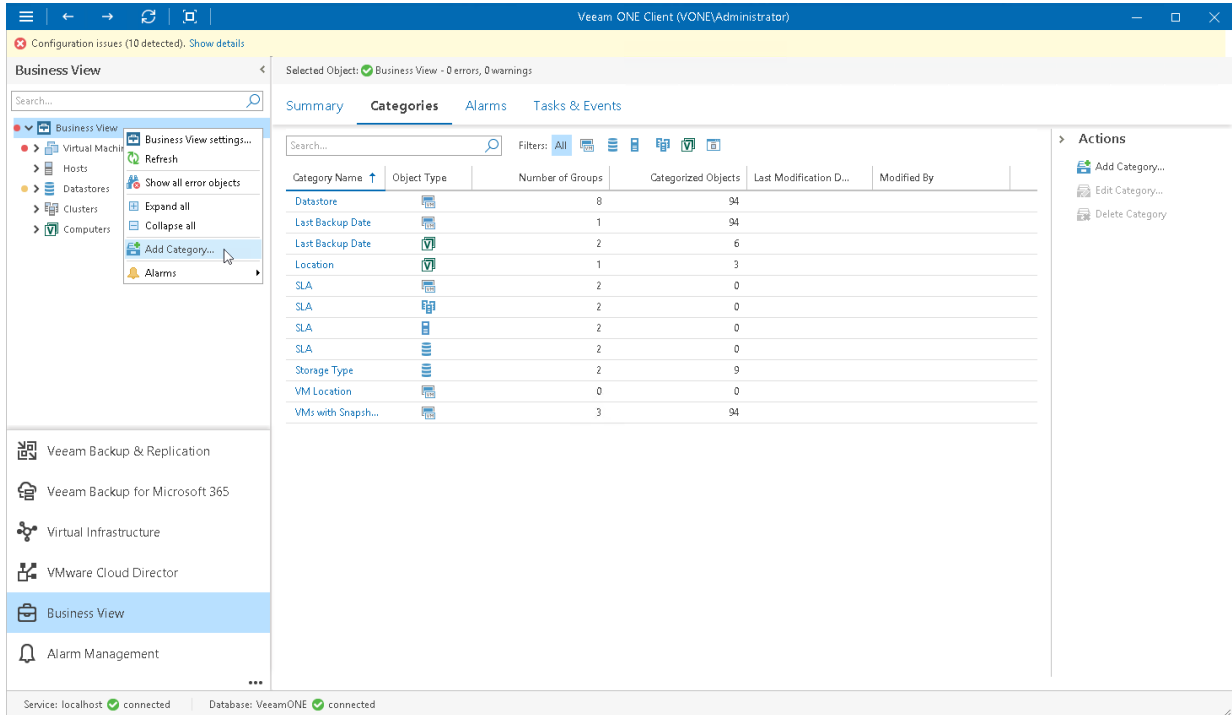 Veeam ONE Client (VONE\Administrator)
Configuration issues (10 detected). Show details
Business View
Search...
Business View
Virtual Machin
Hosts
Datastores
Clusters
Computers
Business View settings...
Refresh
Show all error objects
Expand all
Collapse all
Add Category...
Alarms
Veeam Backup & Replication
Veeam Backup for Microsoft 365
Virtual Infrastructure
VMware Cloud Director
Business View
Alarm Management
Selected Object: Business View - 0 errors, 0 warnings
Summary Categories Alarms Tasks & Events
Search... Filters: All
Category Name Object Type Number of Groups Categorized Objects Last Modification D... Modified By
Datastore 8 94
Last Backup Date 1 94
Last Backup Date 2 6
Location 1 3
SLA 2 0
SLA 2 0
SLA 2 0
SLA 2 0
Storage Type 2 9
VM Location 0 0
VMs with Snapsh... 3 94
Actions
Add Category...
Edit Category...
Delete Category
Service: localhost connected Database: VeeamONE connected